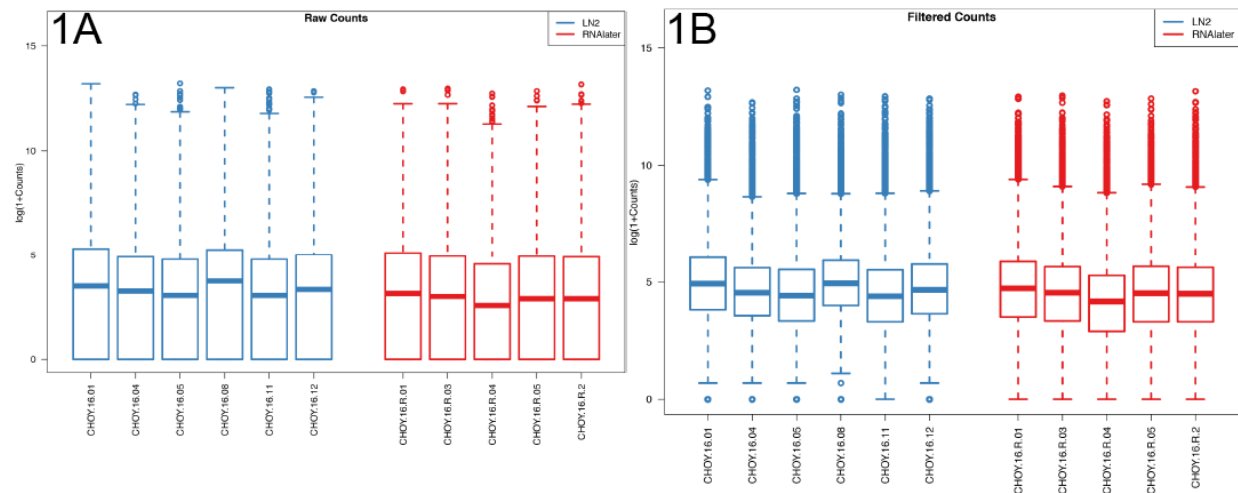 1A
Raw Counts
LN2
RNAlater
15
10
5
0
log(1+Counts)
CHOY.16.01
CHOY.16.04
CHOY.16.05
CHOY.16.08
CHOY.16.11
CHOY.16.12
CHOY.16.R.01
CHOY.16.R.03
CHOY.16.R.04
CHOY.16.R.05
CHOY.16.R.2
1B
Filtered Counts
LN2
RNAlater
15
10
5
0
log(1+Counts)
CHOY.16.01
CHOY.16.04
CHOY.16.05
CHOY.16.08
CHOY.16.11
CHOY.16.12
CHOY.16.R.01
CHOY.16.R.03
CHOY.16.R.04
CHOY.16.R.05
CHOY.16.R.2